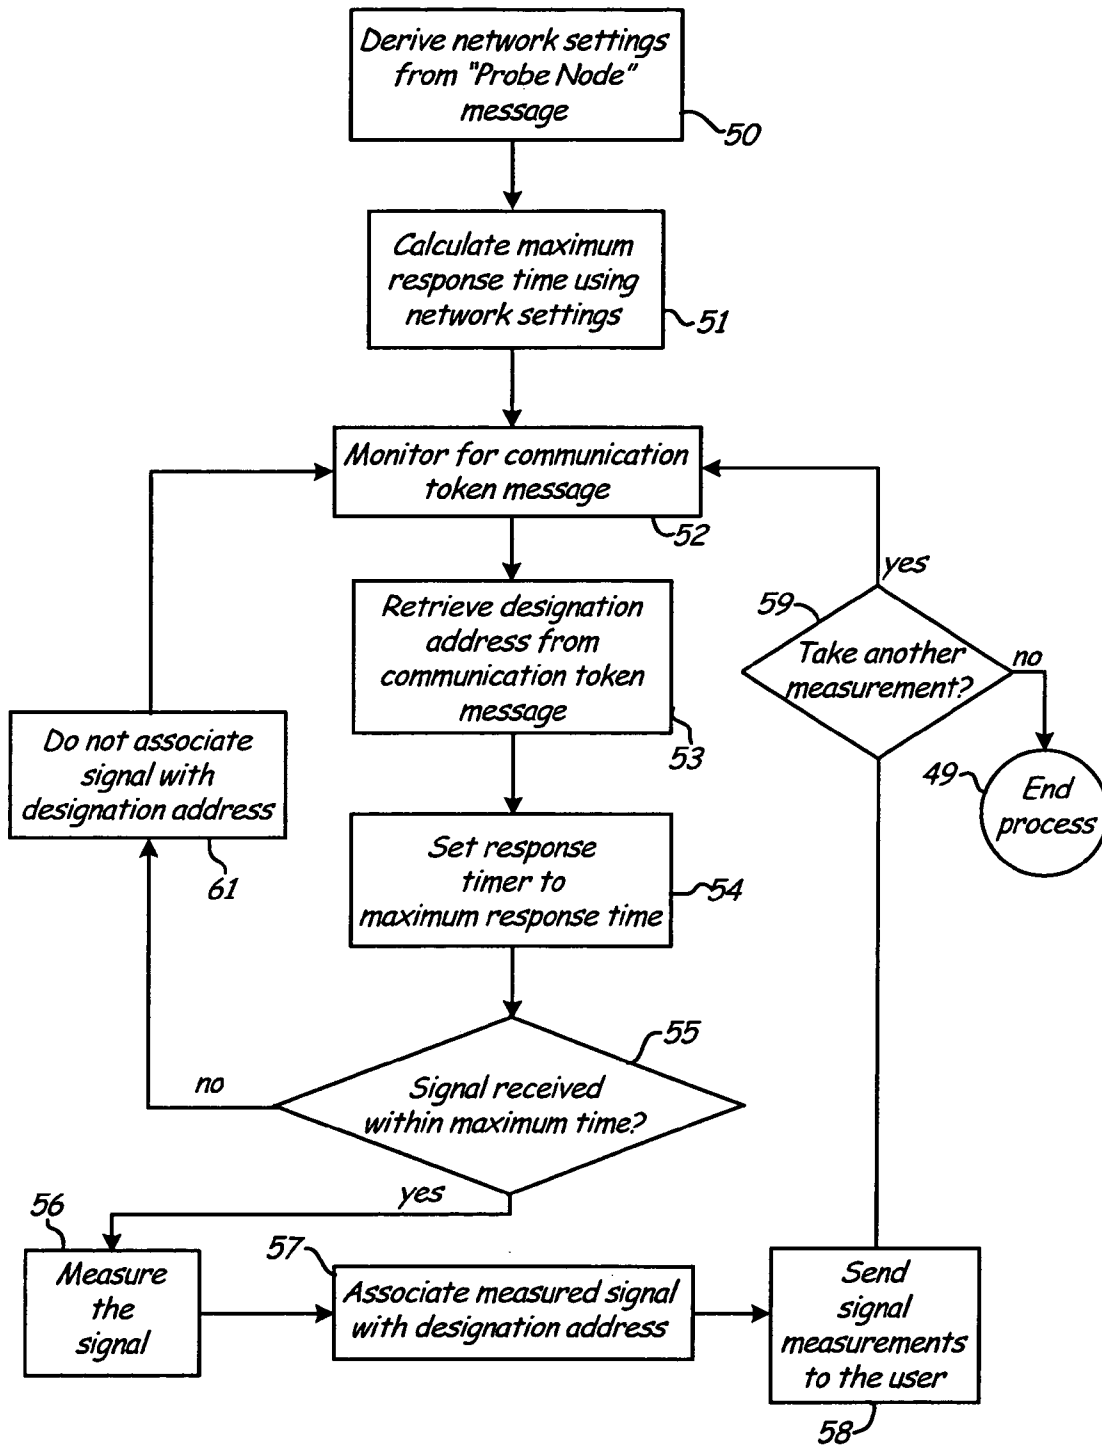 Derive network settings
from "Probe Node"
message
50
Calculate maximum
response time using
network settings
51
Monitor for communication
token message
52
yes
Retrieve designation
address from
communication token
message
53
59
Take another
measurement?
no
Do not associate
signal with
designation address
61
49
End
process
Set response
timer to
maximum response time
54
55
Signal received
within maximum time?
no
yes
56
Measure
the
signal
57
Associate measured signal
with designation address
Send
signal
measurements
to the user
58